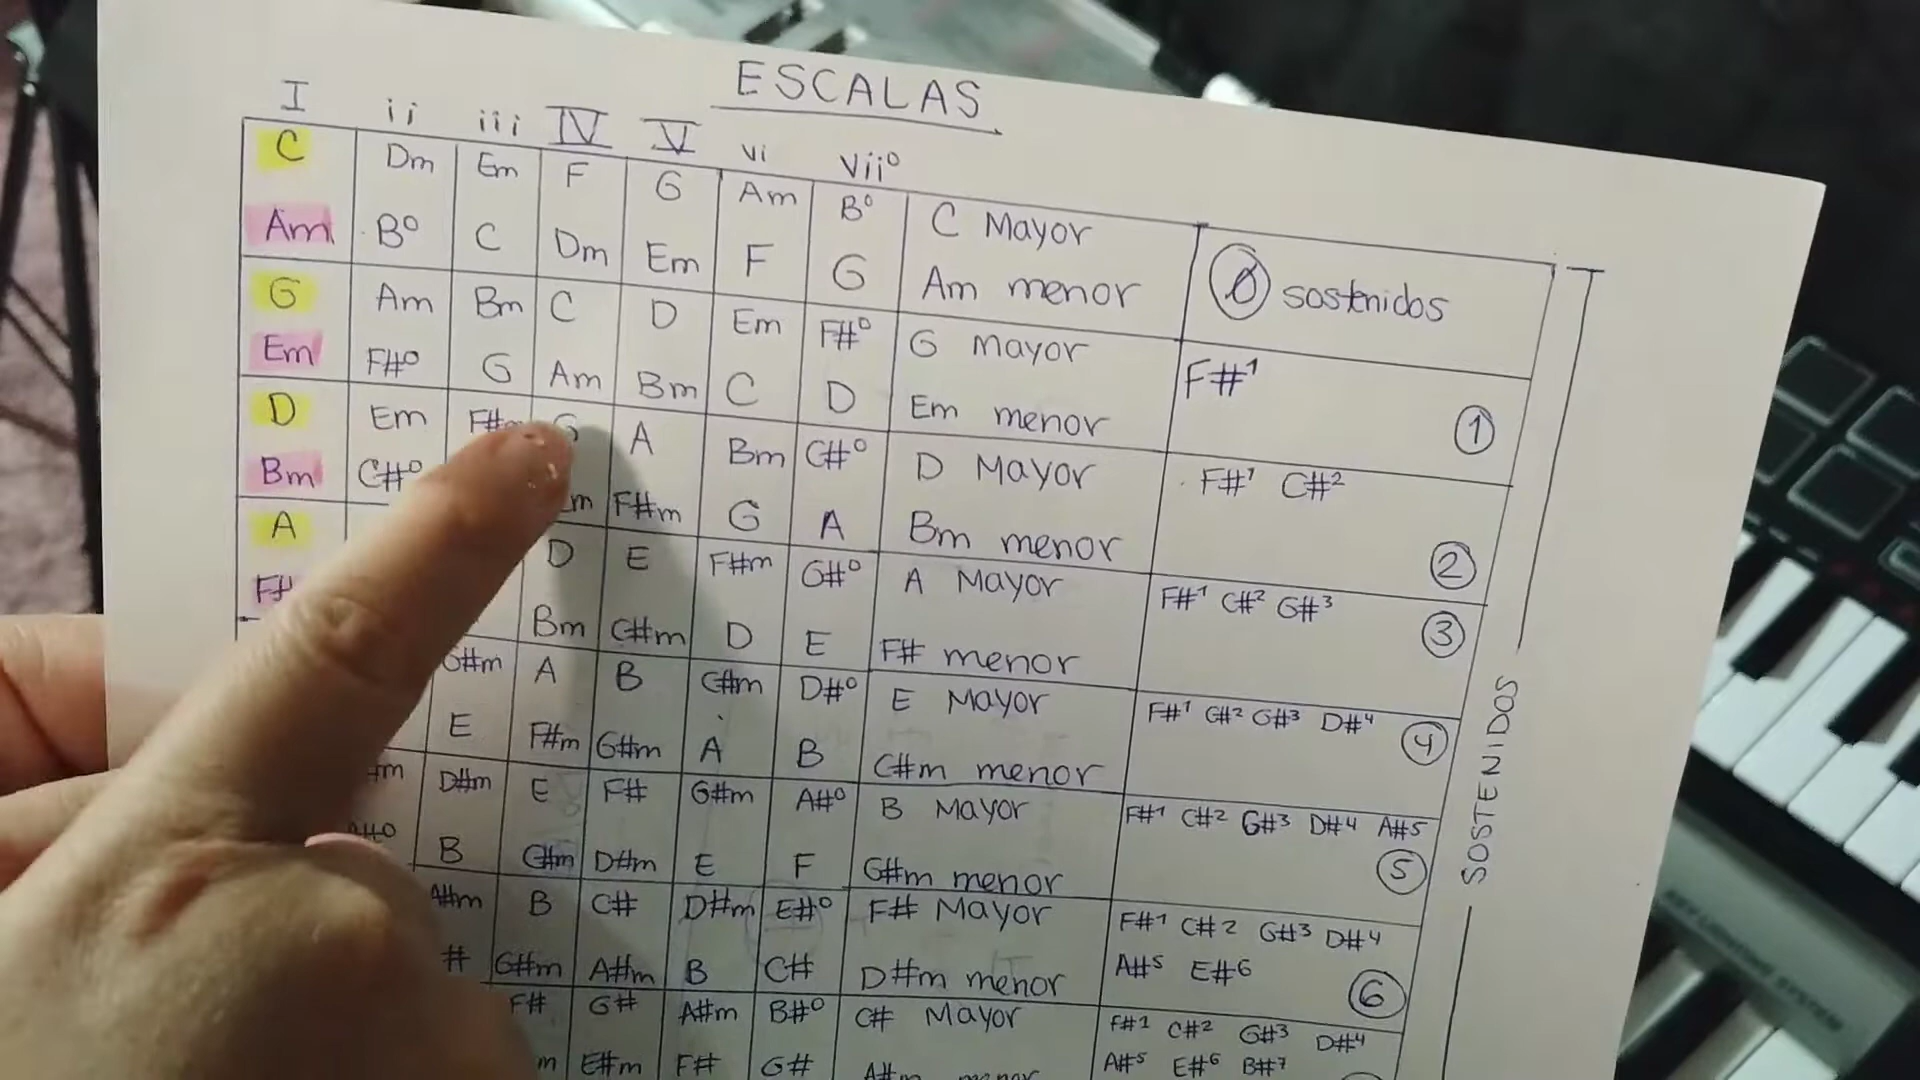 ESCALAS
I ii iii IV V vi vii°
C Dm Em F G Am B° C Mayor
Am B° C Dm Em F G Am menor
Ø sostenidos
G Am Bm C D Em F#° G Mayor F#¹
Em F#° G Am Bm C D Em menor ①
D Em G A Bm C#° D Mayor F#¹ C#²
Bm C#° F#m G A Bm menor ②
A D E F#m G#° A Mayor F#¹ C#² G#³
Bm C#m D E F# menor ③
G#m A B C#m D#° E Mayor F#¹ C#² G#³ D#⁴
E F#m G#m A B C#m menor ④
D#m E F# G#m A#° B Mayor F#¹ C#² G#³ D#⁴ A#⁵
B C#m D#m E F G#m menor ⑤
A#m B C# D#m E#° F# Mayor F#¹ C#² G#³ D#⁴
G#m A#m B C# D#m menor A#⁵ E#⁶ ⑥
F# G# A#m B#° C# Mayor F#¹ C#² G#³ D#⁴
E#m F# G# A#m menor A#⁵ E#⁶ B#⁷
SOSTENIDOS